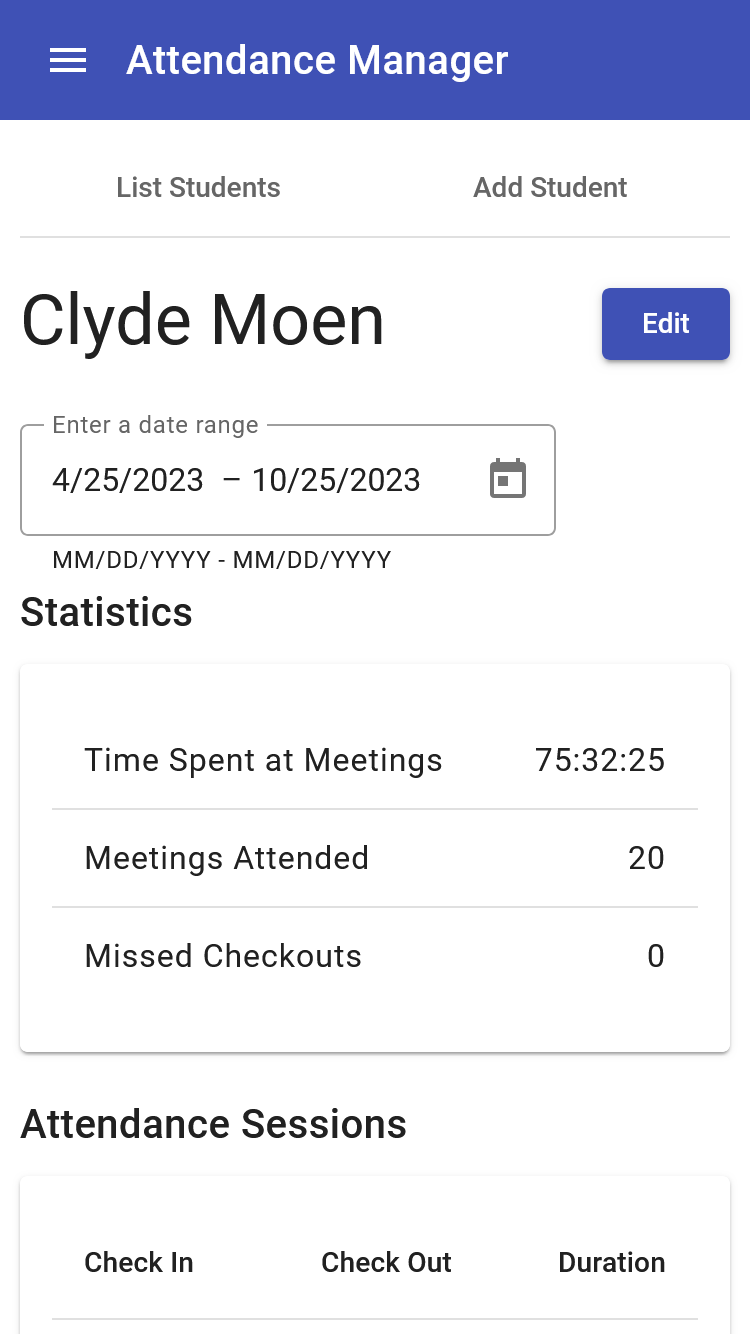 Attendance Manager
List Students Add Student
Clyde Moen Edit
Enter a date range
4/25/2023 – 10/25/2023
MM/DD/YYYY - MM/DD/YYYY
Statistics
Time Spent at Meetings 75:32:25
Meetings Attended 20
Missed Checkouts 0
Attendance Sessions
Check In Check Out Duration